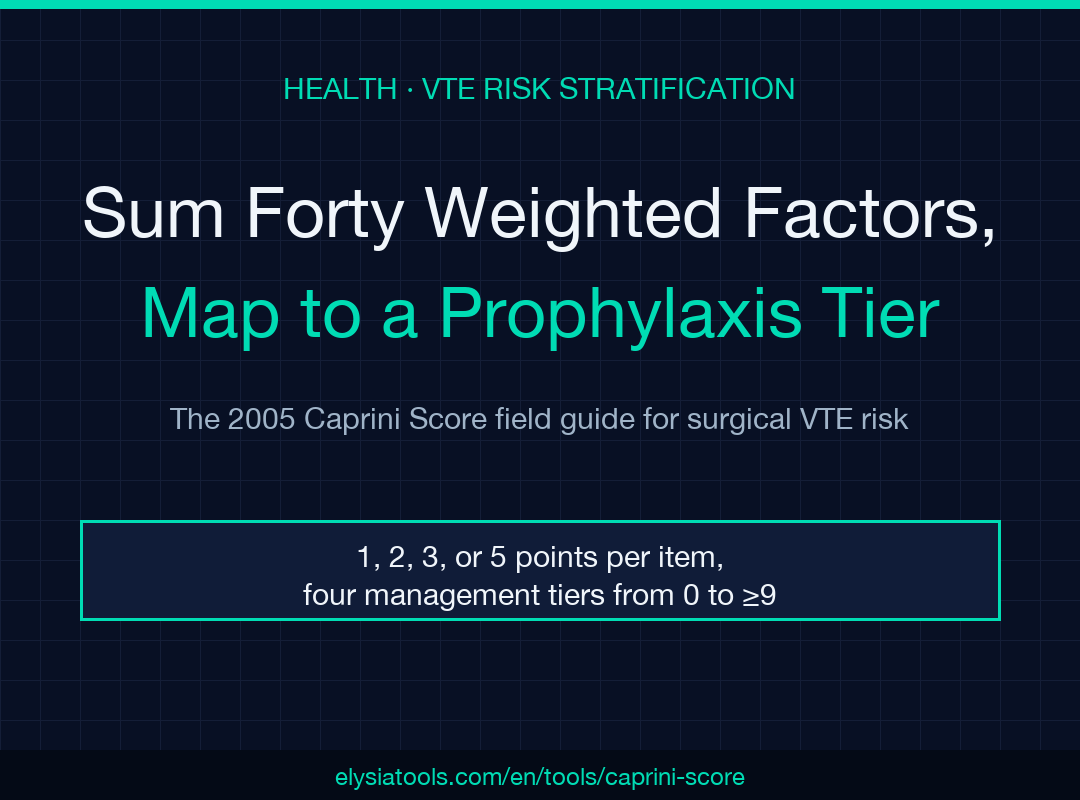 HEALTH · VTE RISK STRATIFICATION
Sum Forty Weighted Factors,
Map to a Prophylaxis Tier
The 2005 Caprini Score field guide for surgical VTE risk
1, 2, 3, or 5 points per item,
four management tiers from 0 to ≥9
elysiatools.com/en/tools/caprini-score